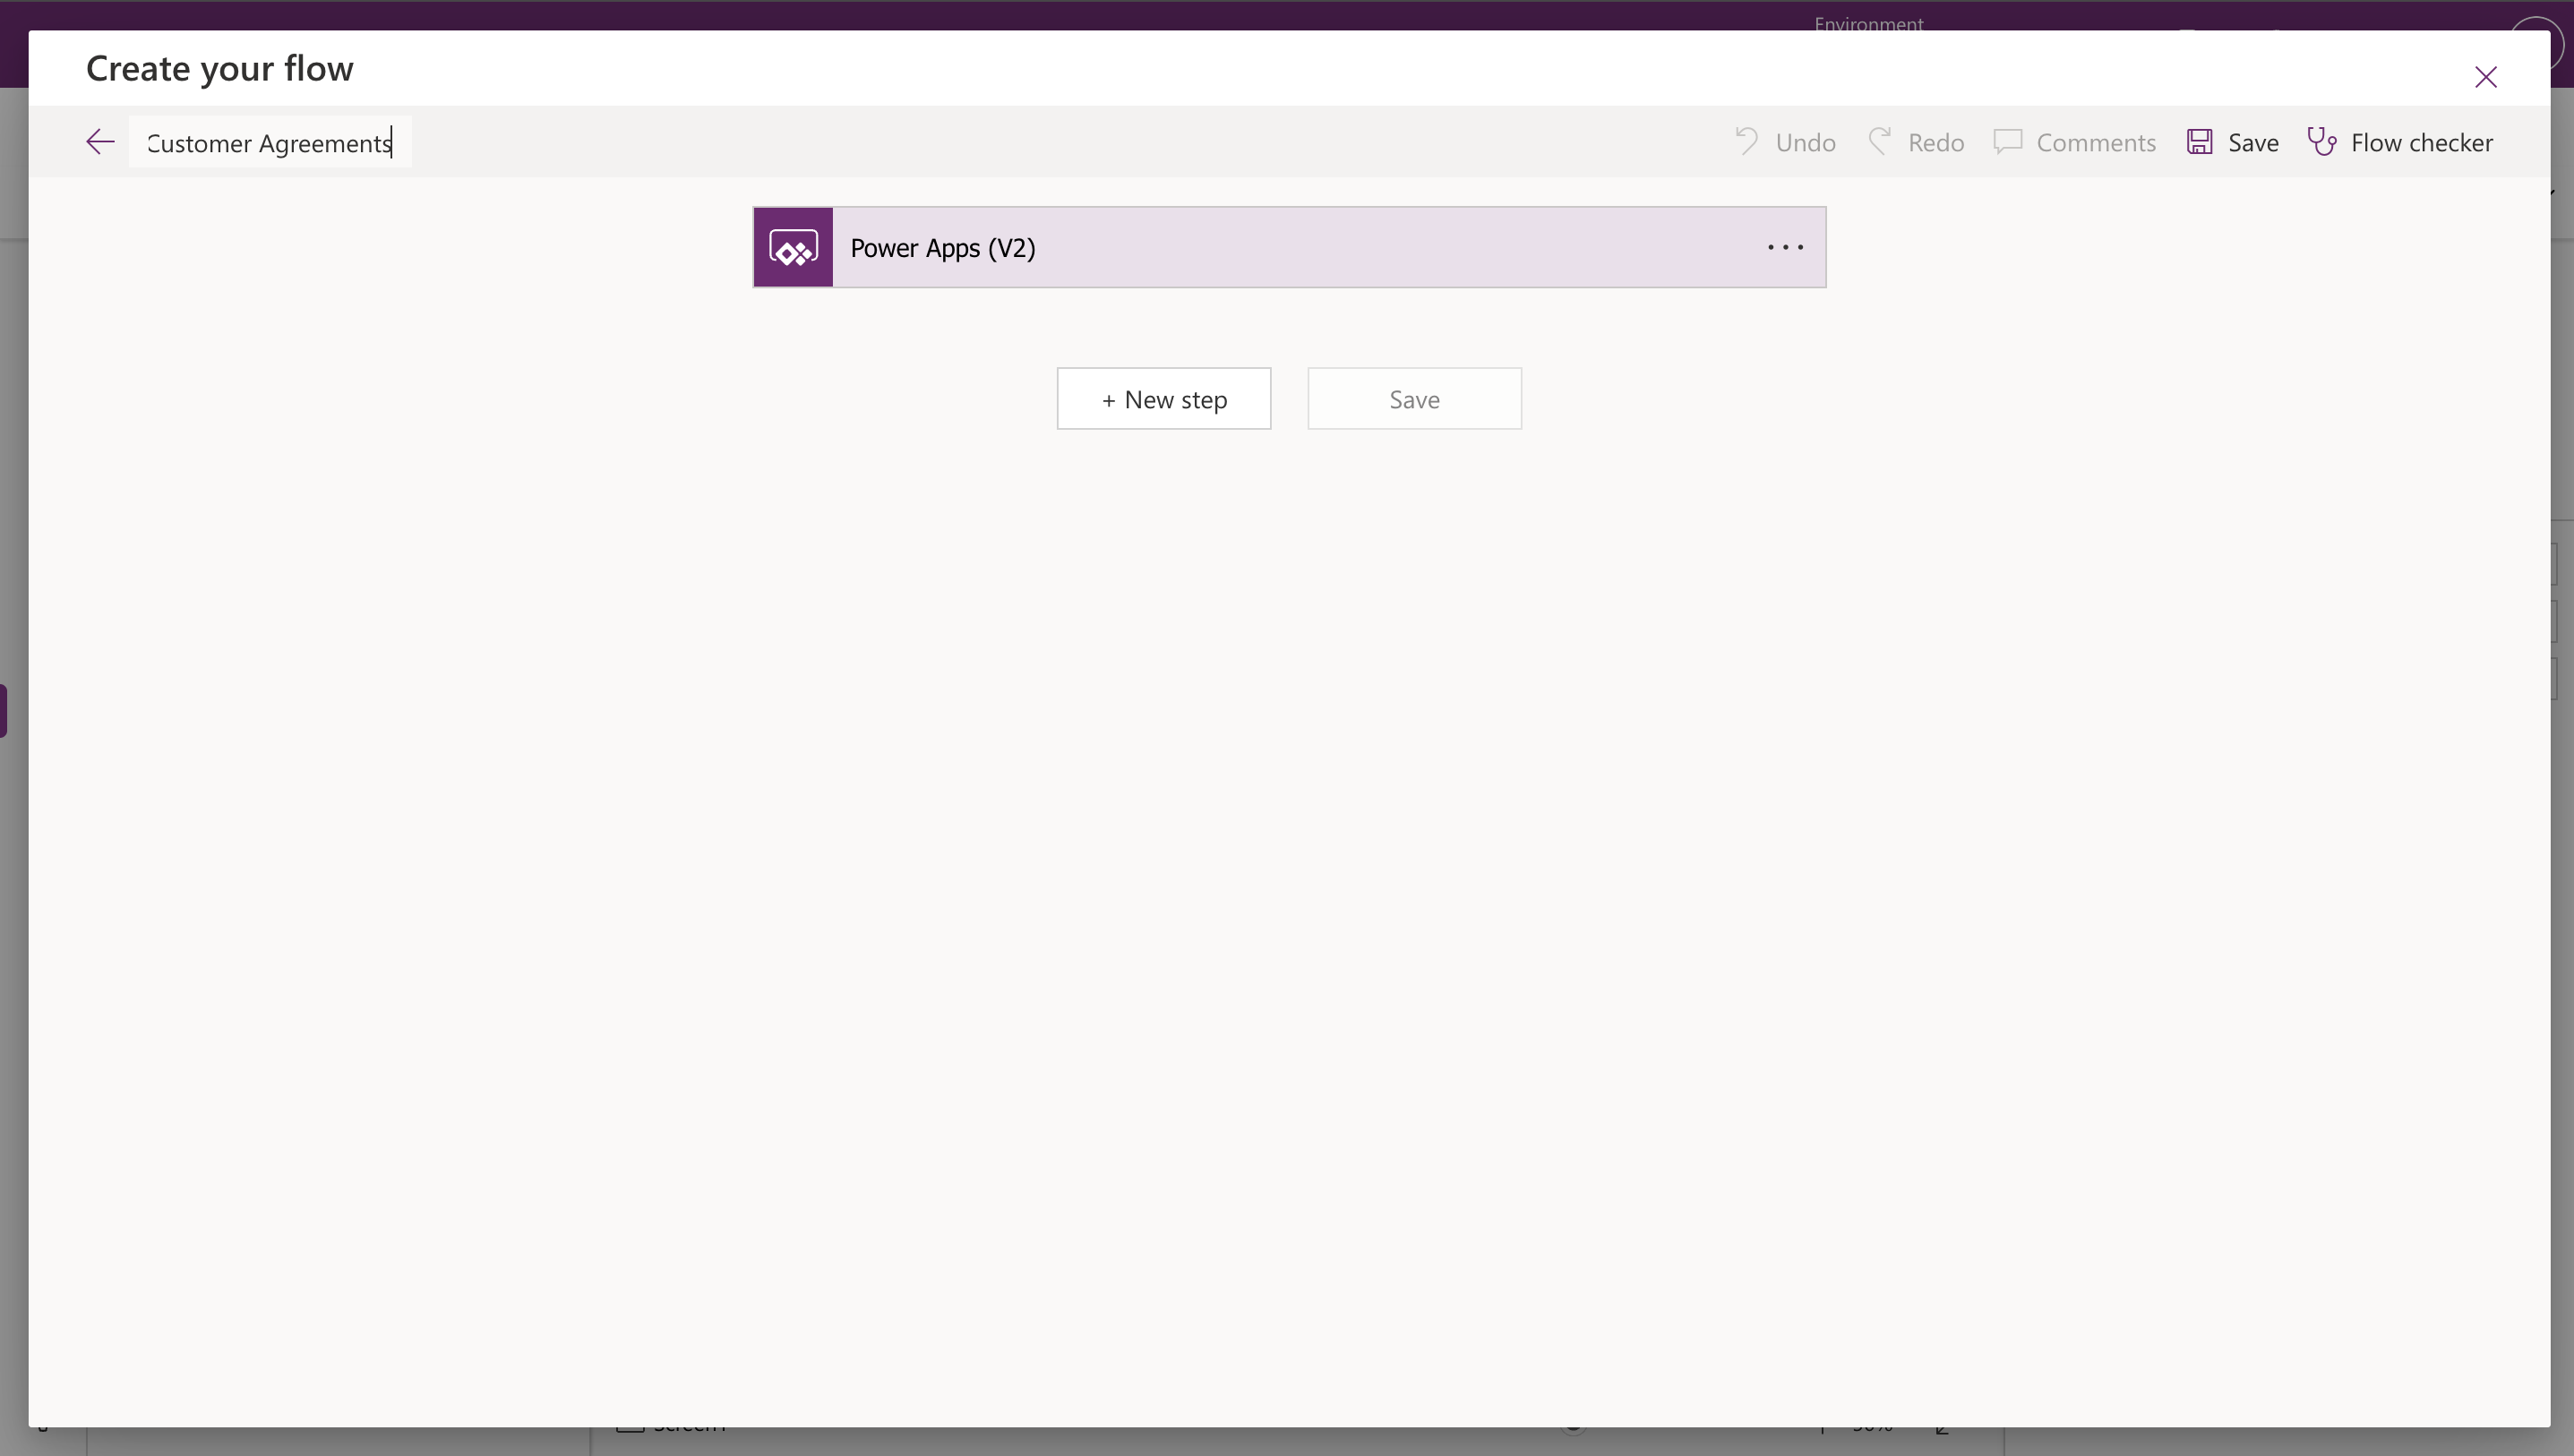 Environment
Create your flow
Customer Agreements
Undo
Redo
Comments
Save
Flow checker
Power Apps (V2)
+ New step
Save